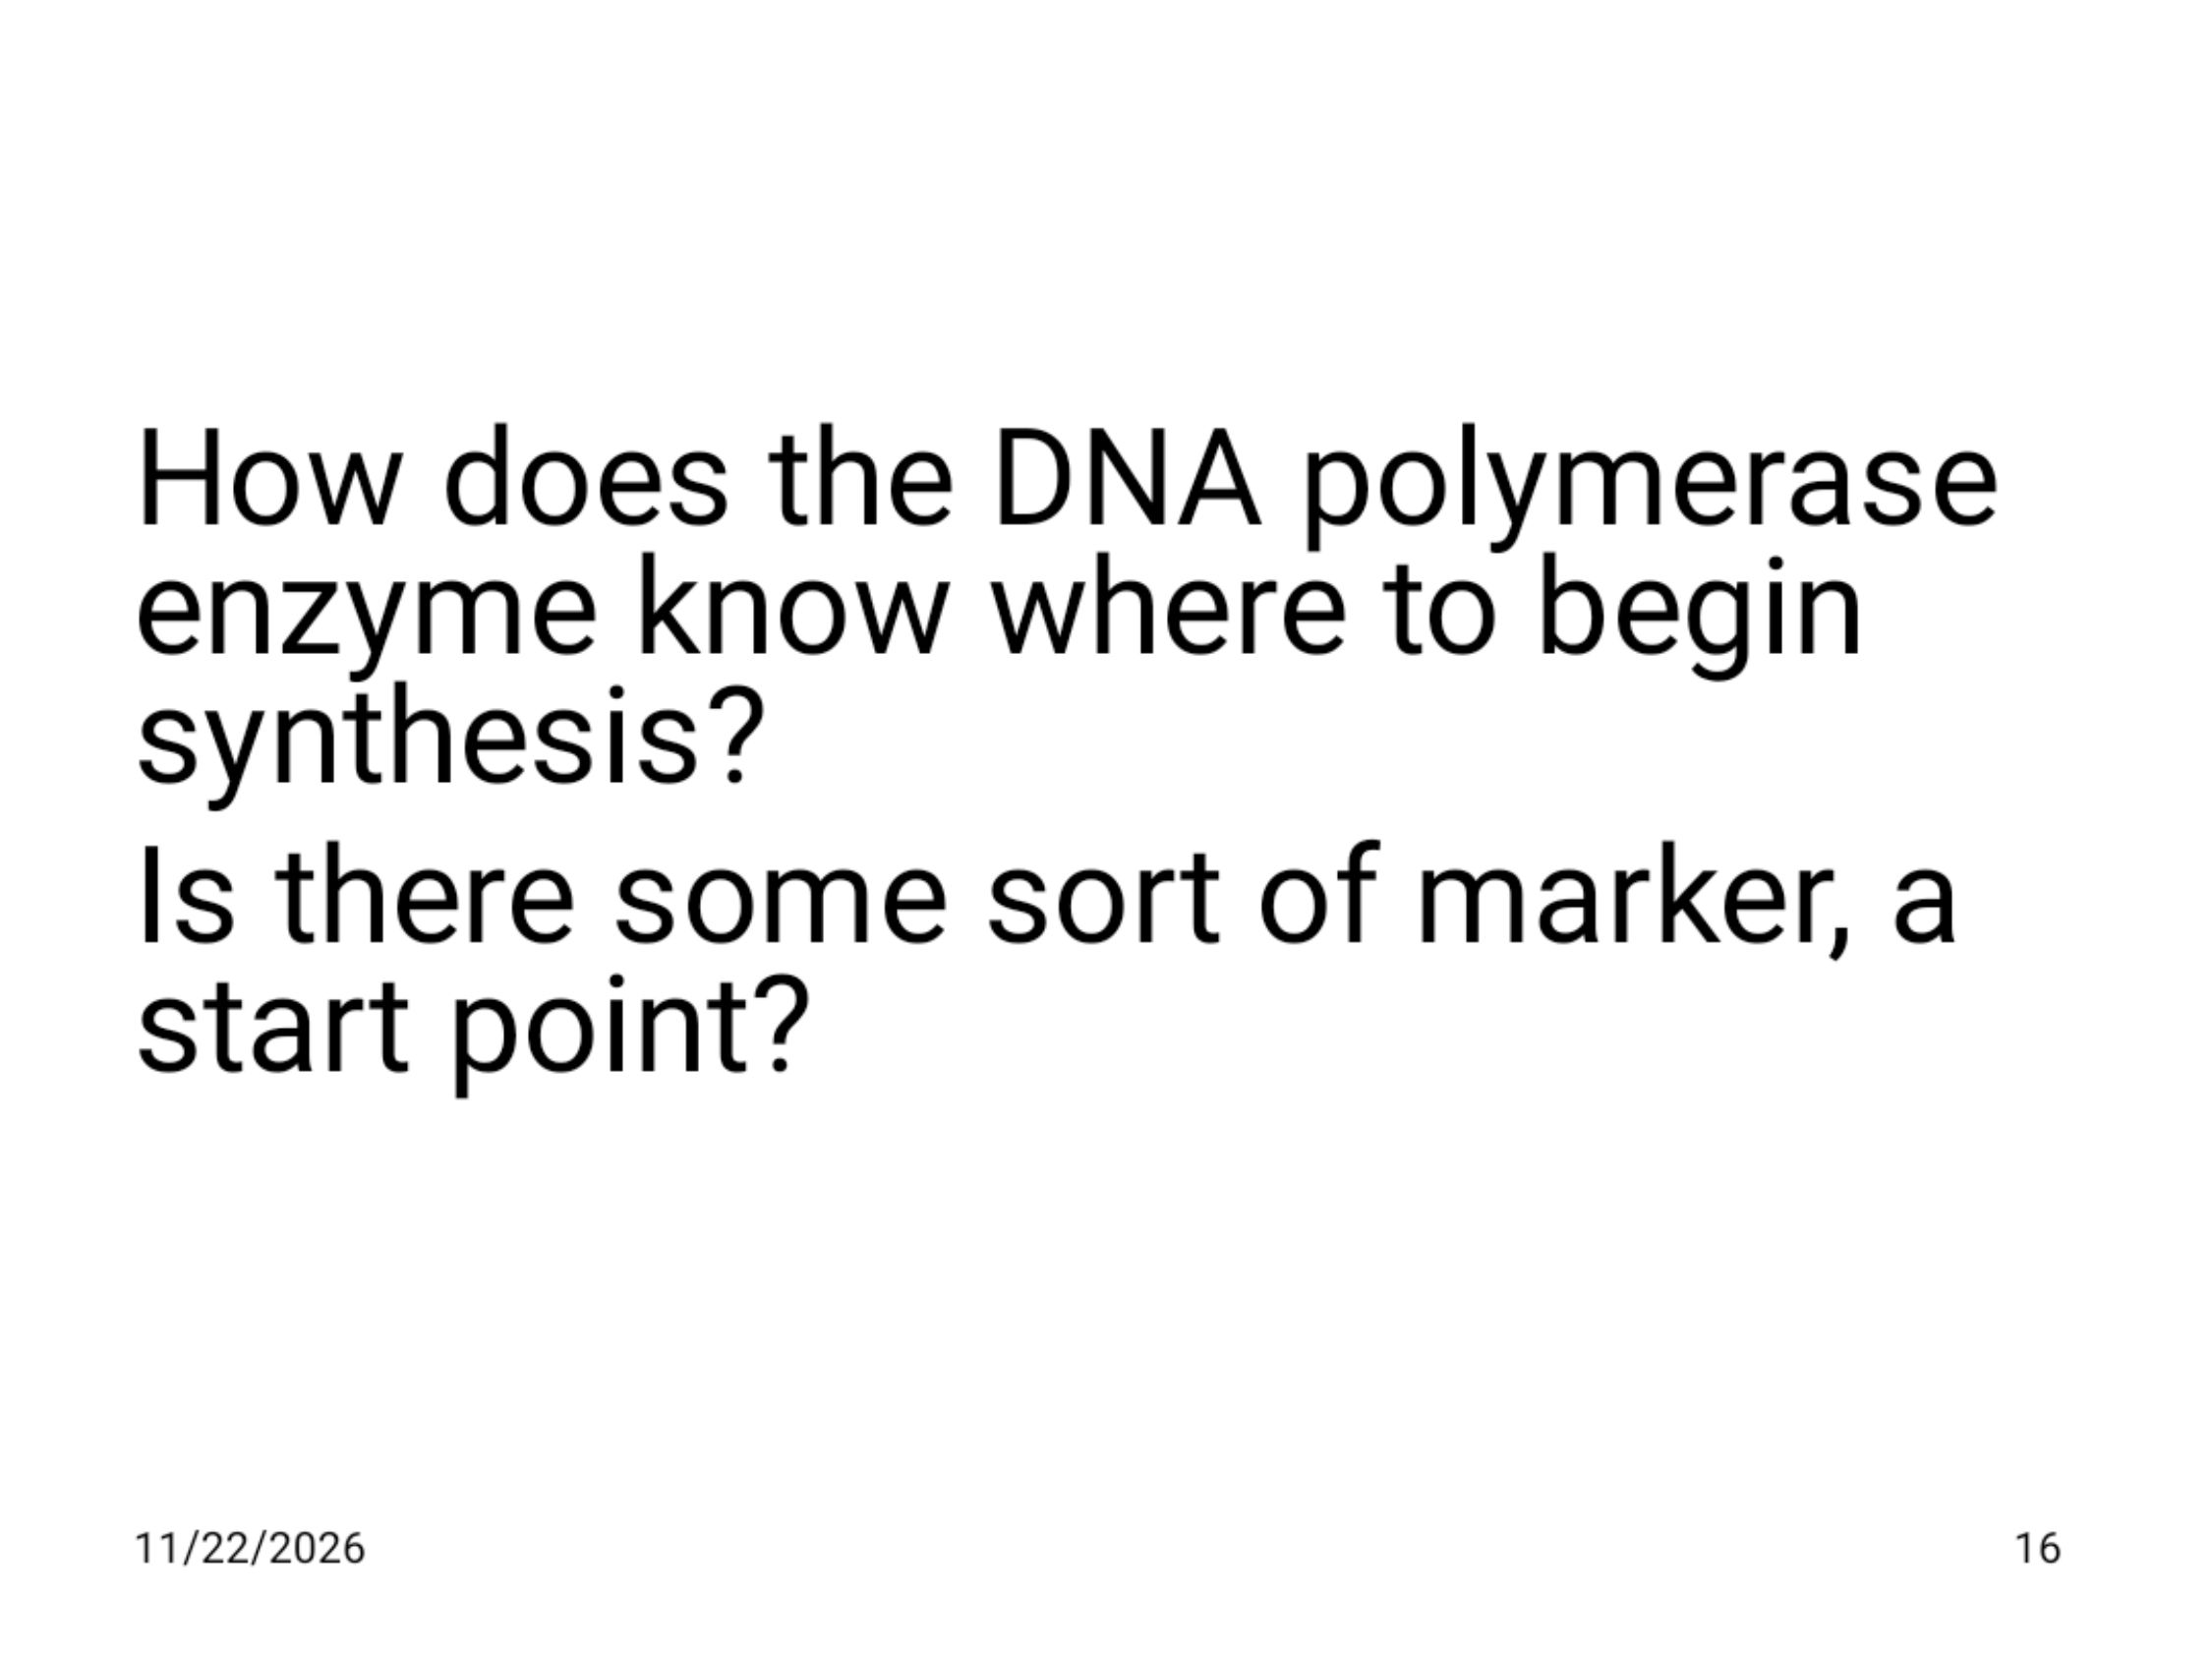 How does the DNA polymerase
enzyme know where to begin
synthesis?
Is there some sort of marker, a
start point?
11/22/2026
16